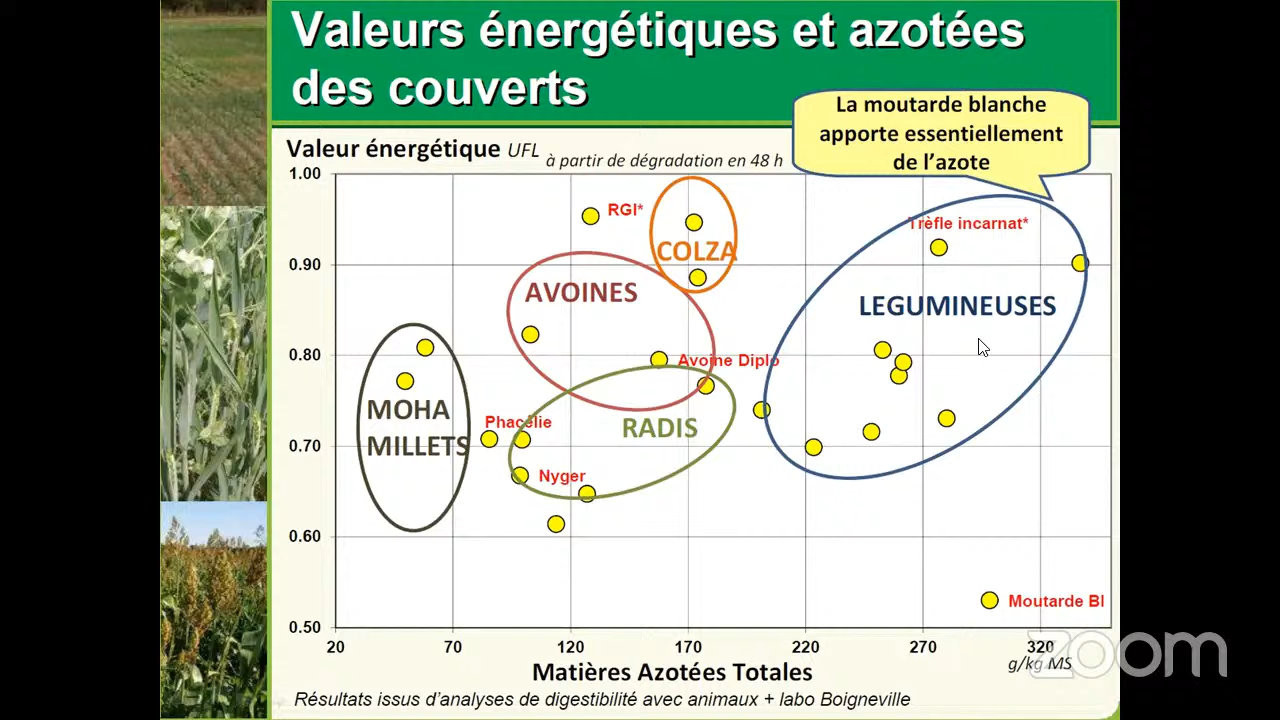 Valeurs énergétiques et azotées
des couverts
La moutarde blanche
apporte essentiellement
de l'azote
Valeur énergétique UFL à partir de dégradation en 48 h
1.00
RGI*
Trèfle incarnat*
COLZA
0.90
AVOINES
LEGUMINEUSES
0.80
Avoine Diplo
MOHA
MILLETS
Phacélie
RADIS
0.70
Nyger
0.60
Moutarde Bl
0.50
20 70 120 170 220 270 320
zoom
g/kg MS
Matières Azotées Totales
Résultats issus d'analyses de digestibilité avec animaux + labo Boigneville